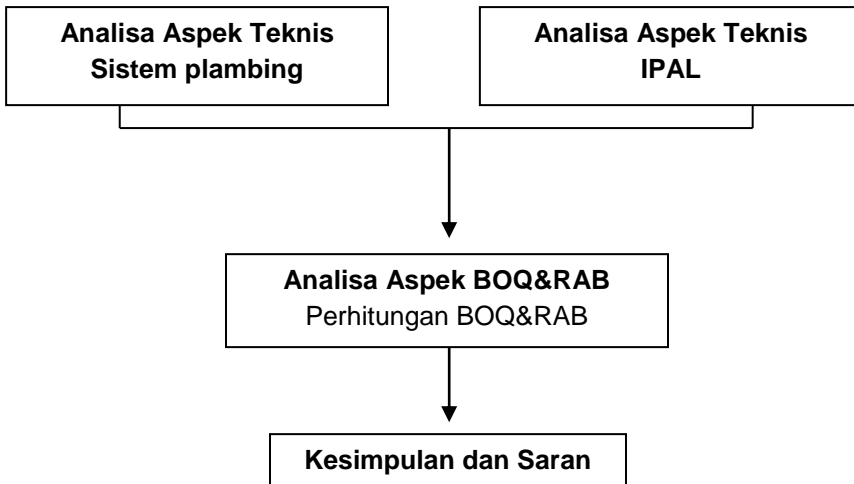 Analisa Aspek Teknis
Sistem plambing
Analisa Aspek Teknis
IPAL
Analisa Aspek BOQ&RAB
Perhitungan BOQ&RAB
Kesimpulan dan Saran